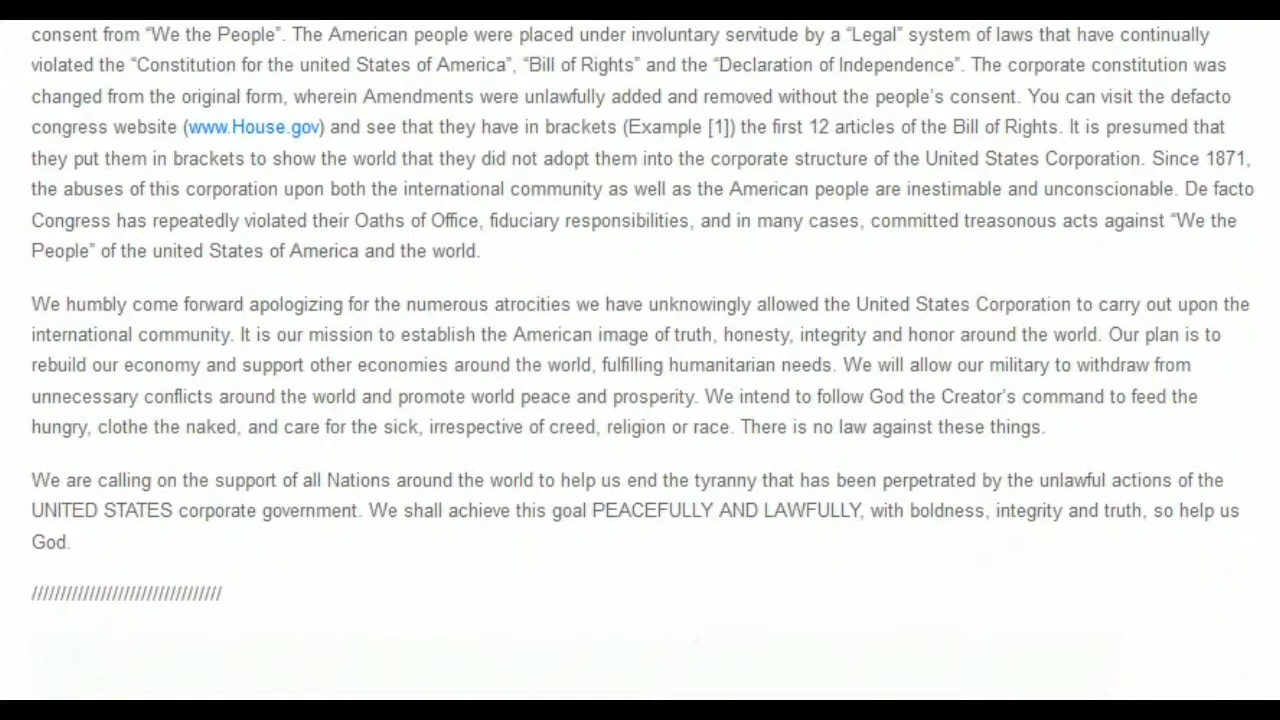 consent from “We the People”. The American people were placed under involuntary servitude by a “Legal” system of laws that have continually
violated the “Constitution for the united States of America”, “Bill of Rights” and the “Declaration of Independence”. The corporate constitution was
changed from the original form, wherein Amendments were unlawfully added and removed without the people’s consent. You can visit the defacto
congress website (www.House.gov) and see that they have in brackets (Example [1]) the first 12 articles of the Bill of Rights. It is presumed that
they put them in brackets to show the world that they did not adopt them into the corporate structure of the United States Corporation. Since 1871,
the abuses of this corporation upon both the international community as well as the American people are inestimable and unconscionable. De facto
Congress has repeatedly violated their Oaths of Office, fiduciary responsibilities, and in many cases, committed treasonous acts against “We the
People” of the united States of America and the world.
We humbly come forward apologizing for the numerous atrocities we have unknowingly allowed the United States Corporation to carry out upon the
international community. It is our mission to establish the American image of truth, honesty, integrity and honor around the world. Our plan is to
rebuild our economy and support other economies around the world, fulfilling humanitarian needs. We will allow our military to withdraw from
unnecessary conflicts around the world and promote world peace and prosperity. We intend to follow God the Creator’s command to feed the
hungry, clothe the naked, and care for the sick, irrespective of creed, religion or race. There is no law against these things.
We are calling on the support of all Nations around the world to help us end the tyranny that has been perpetrated by the unlawful actions of the
UNITED STATES corporate government. We shall achieve this goal PEACEFULLY AND LAWFULLY, with boldness, integrity and truth, so help us
God.
/////////////////////////////////